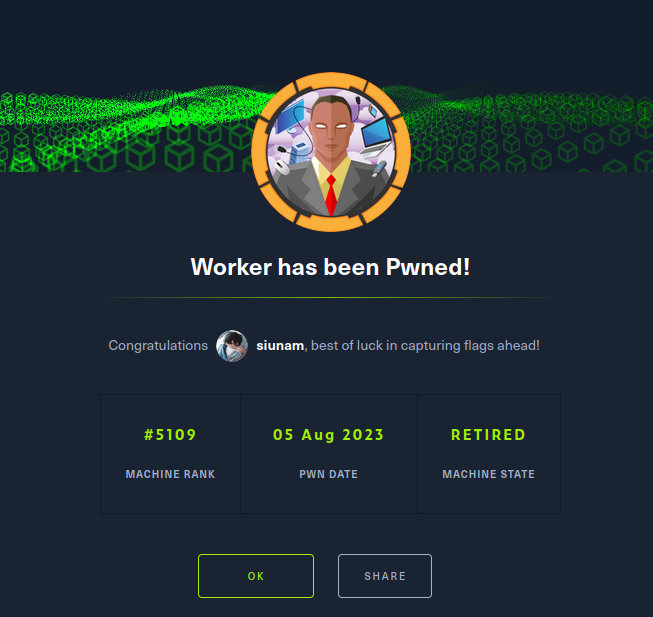 Worker has been Pwned!
Congratulations siunam, best of luck in capturing flags ahead!
#5109 05 Aug 2023 RETIRED
MACHINE RANK PWN DATE MACHINE STATE
OK SHARE